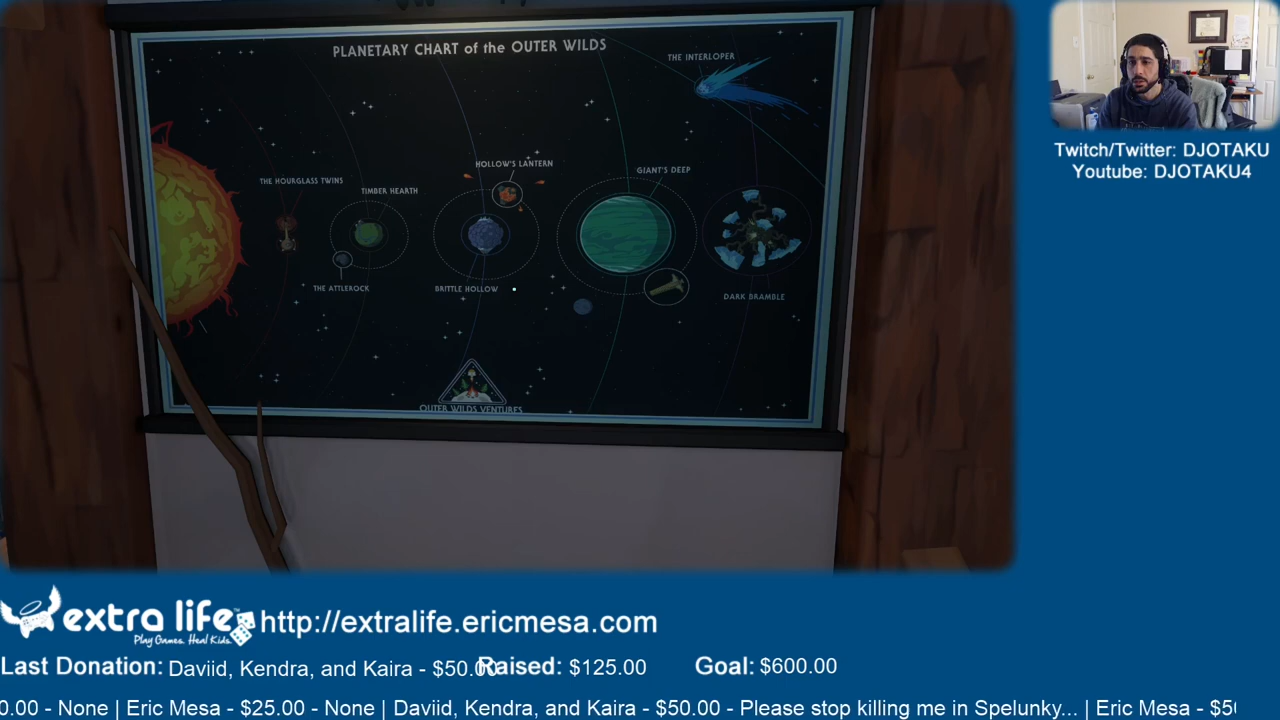 PLANETARY CHART of the OUTER WILDS
THE INTERLOPER
HOLLOW'S LANTERN
GIANT'S DEEP
THE HOURGLASS TWINS
TIMBER HEARTH
THE ATTLEROCK
BRITTLE HOLLOW
DARK BRAMBLE
OUTER WILDS VENTURES
Twitch/Twitter: DJOTAKU
Youtube: DJOTAKU4
extra life
Play Games. Heal Kids.
http://extralife.ericmesa.com
Last Donation: Daviid, Kendra, and Kaira - $50.00 Raised: $125.00 Goal: $600.00
0.00 - None | Eric Mesa - $25.00 - None | Daviid, Kendra, and Kaira - $50.00 - Please stop killing me in Spelunky... | Eric Mesa - $50